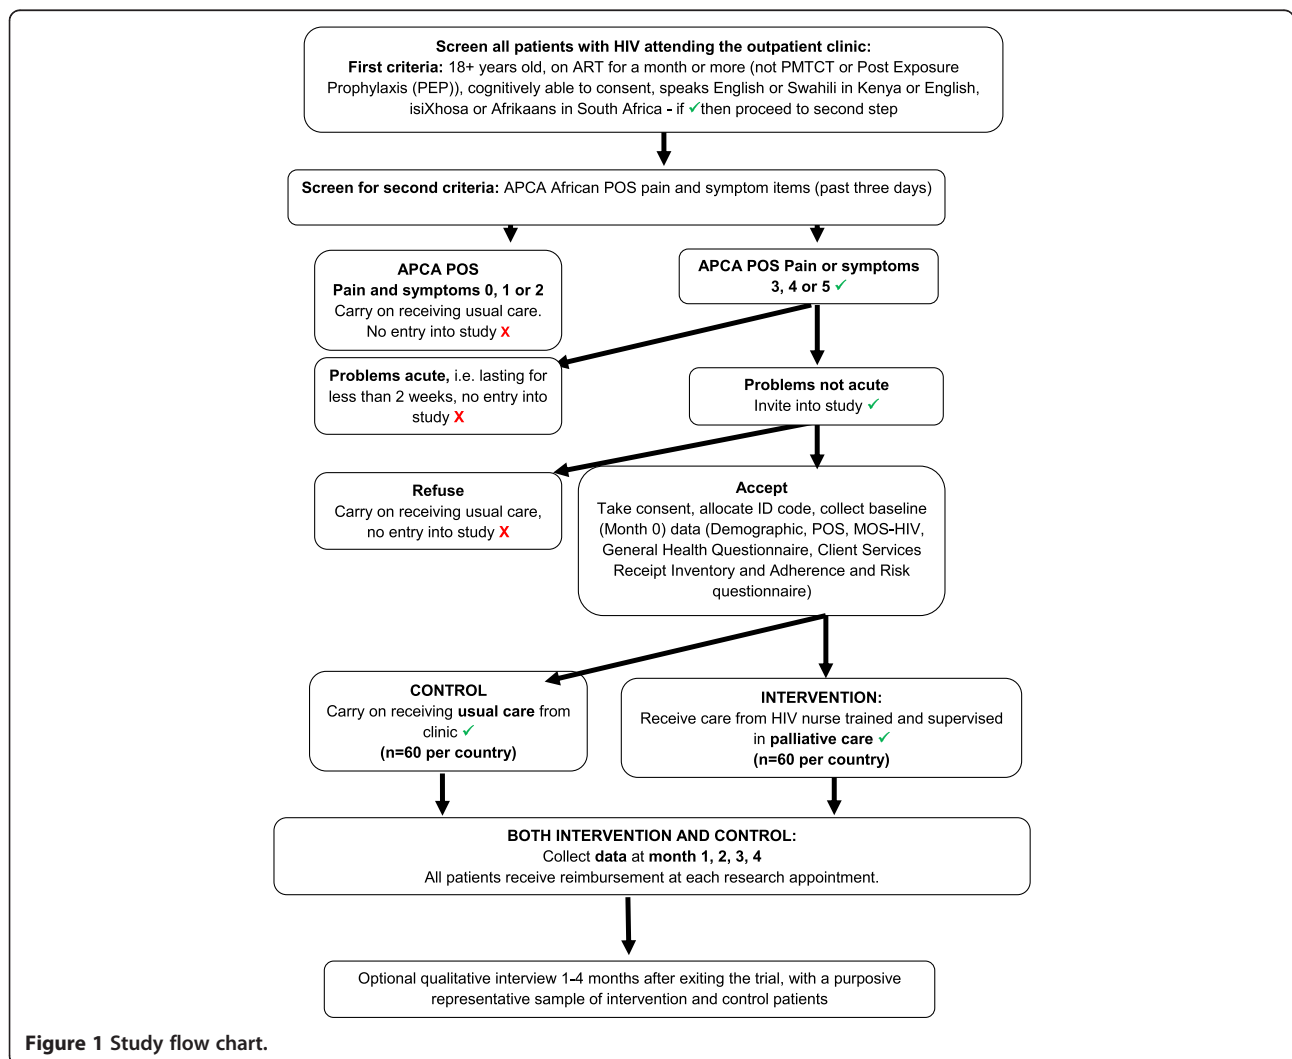 Screen all patients with HIV attending the outpatient clinic:
First criteria: 18+ years old, on ART for a month or more (not PMTCT or Post Exposure
Prophylaxis (PEP)), cognitively able to consent, speaks English or Swahili in Kenya or English,
isiXhosa or Afrikaans in South Africa - if ✓then proceed to second step
Screen for second criteria: APCA African POS pain and symptom items (past three days)
APCA POS
Pain and symptoms 0, 1 or 2
Carry on receiving usual care.
No entry into study X
APCA POS Pain or symptoms
3, 4 or 5 ✓
Problems acute, i.e. lasting for
less than 2 weeks, no entry into
study X
Problems not acute
Invite into study ✓
Refuse
Carry on receiving usual care,
no entry into study X
Accept
Take consent, allocate ID code, collect baseline
(Month 0) data (Demographic, POS, MOS-HIV,
General Health Questionnaire, Client Services
Receipt Inventory and Adherence and Risk
questionnaire)
CONTROL
Carry on receiving usual care from
clinic ✓
(n=60 per country)
INTERVENTION:
Receive care from HIV nurse trained and supervised
in palliative care ✓
(n=60 per country)
BOTH INTERVENTION AND CONTROL:
Collect data at month 1, 2, 3, 4
All patients receive reimbursement at each research appointment.
Optional qualitative interview 1-4 months after exiting the trial, with a purposive
representative sample of intervention and control patients
Figure 1 Study flow chart.